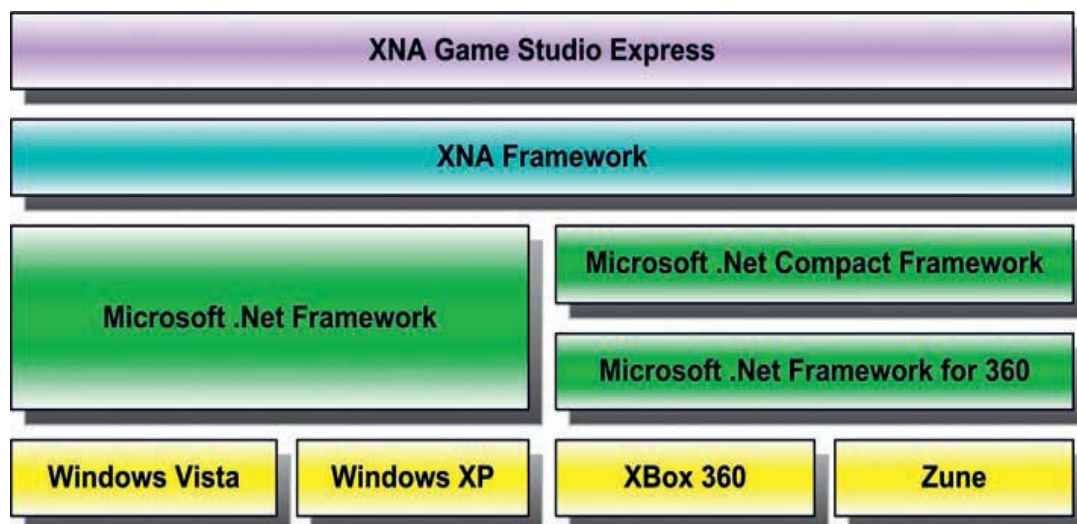 XNA Game Studio Express
XNA Framework
Microsoft .Net Framework
Microsoft .Net Compact Framework
Microsoft .Net Framework for 360
Windows Vista
Windows XP
XBox 360
Zune